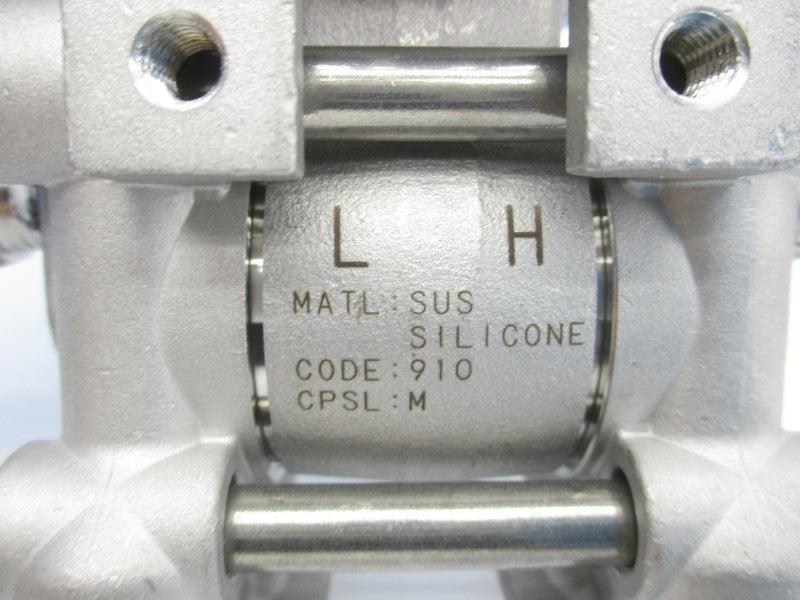 L H
MATL:SUS
SILICONE
CODE:910
CPSL:M